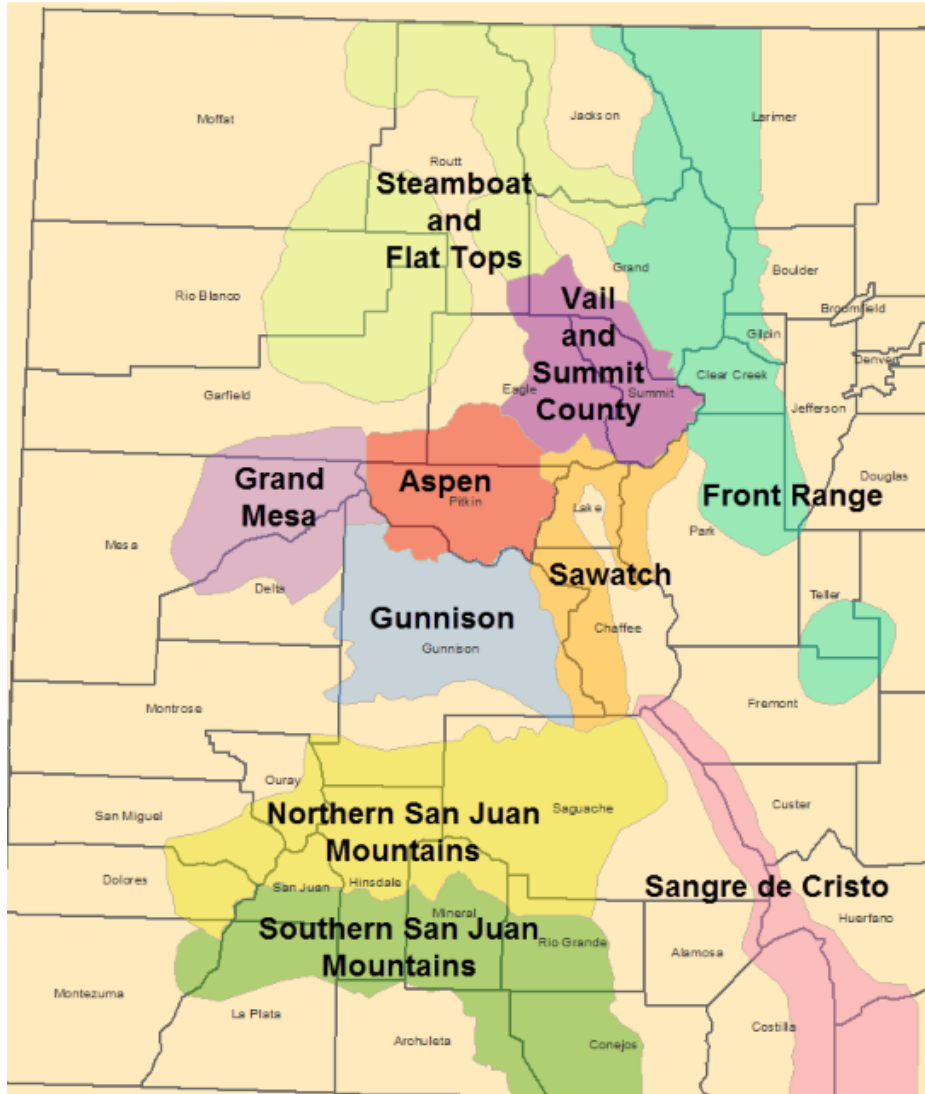 Moffat
Jackson
Larimer
Routt
Steamboat
and
Flat Tops
Rio Blanco
Grand
Boulder
Broomfield
Vail
and
Summit
County
Gilpin
Denver
Clear Creek
Garfield
Eagle
Summit
Jefferson
Grand
Mesa
Aspen
Pitkin
Front Range
Douglas
Lake
Park
Mesa
Delta
Sawatch
Teller
Gunnison
Gunnison
Chaffee
Montrose
Fremont
Ouray
San Miguel
Northern San Juan
Mountains
Saguache
Custer
Dolores
San Juan
Hinsdale
Sangre de Cristo
Mineral
Huerfano
Southern San Juan
Mountains
Rio Grande
Alamosa
Montezuma
La Plata
Archuleta
Conejos
Costilla